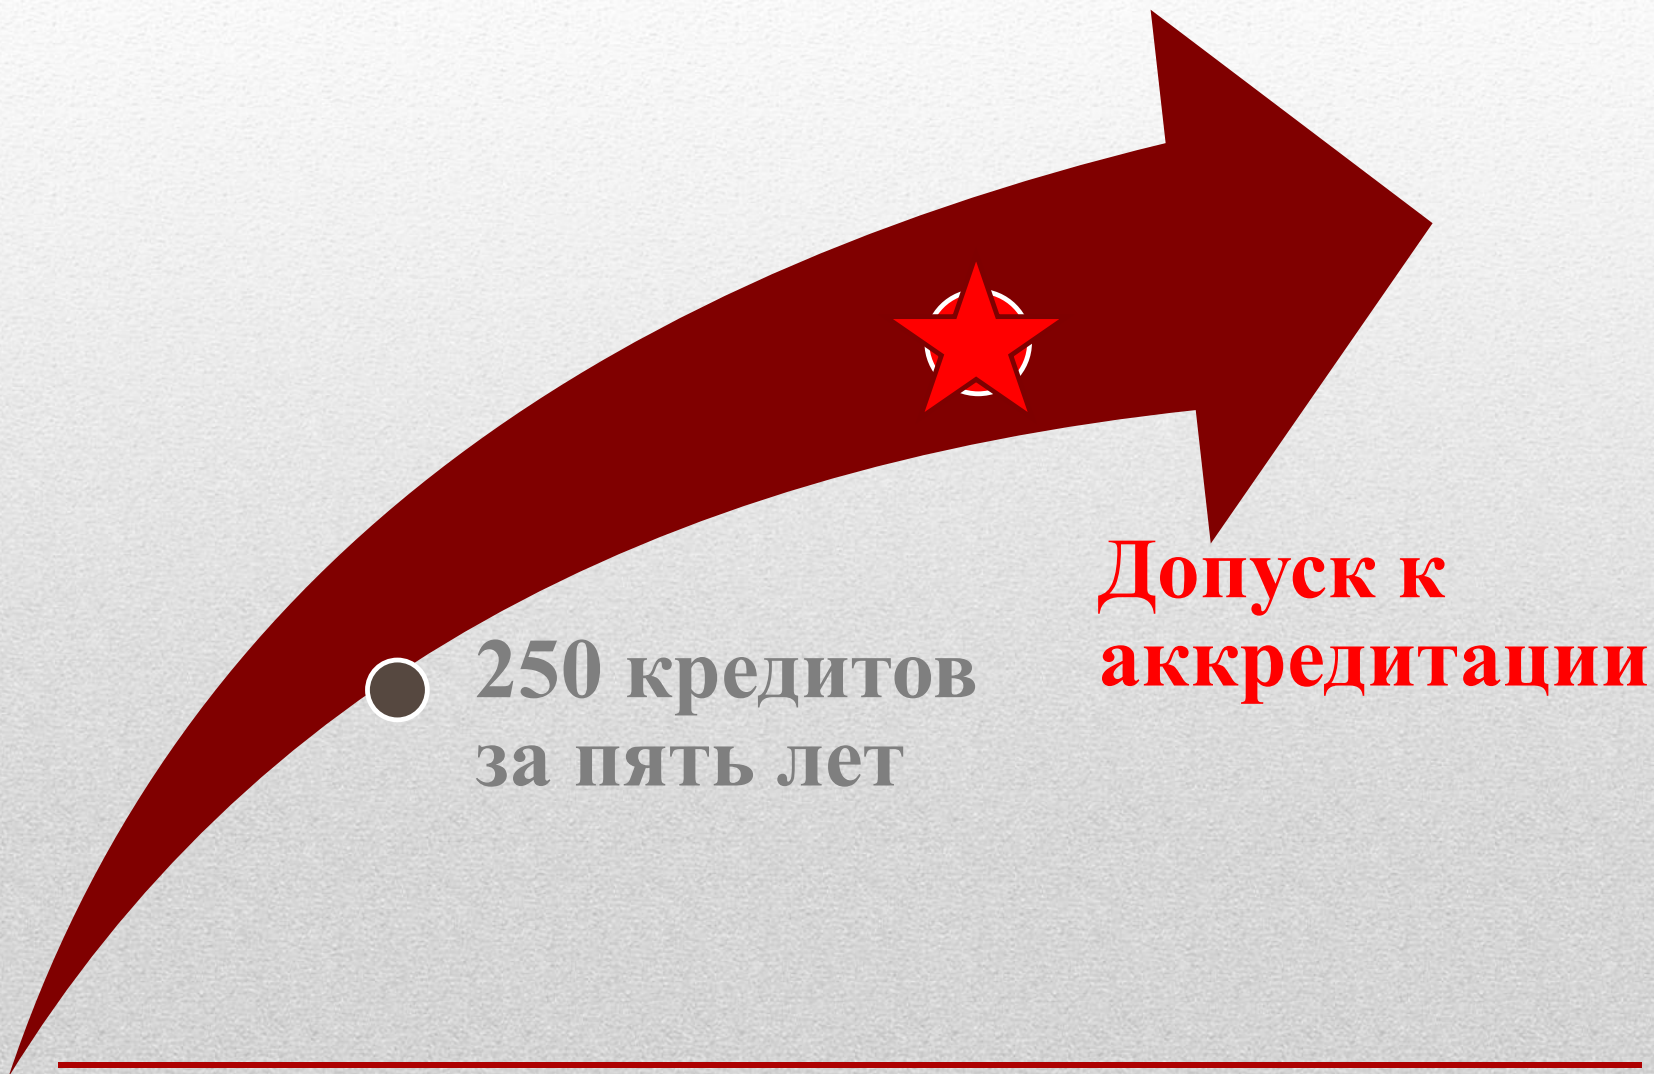 250 кредитов
за пять лет
Допуск к
аккредитации